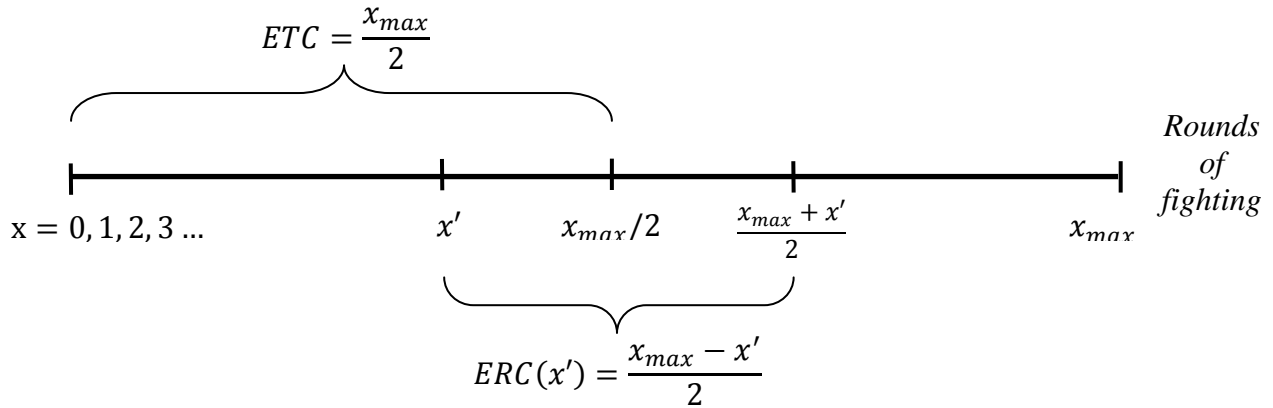 ETC = x_max/2
Rounds
of
fighting
x = 0, 1, 2, 3 ...
x′
x_max/2
(x_max + x′)/2
x_max
ERC(x′) = (x_max − x′)/2